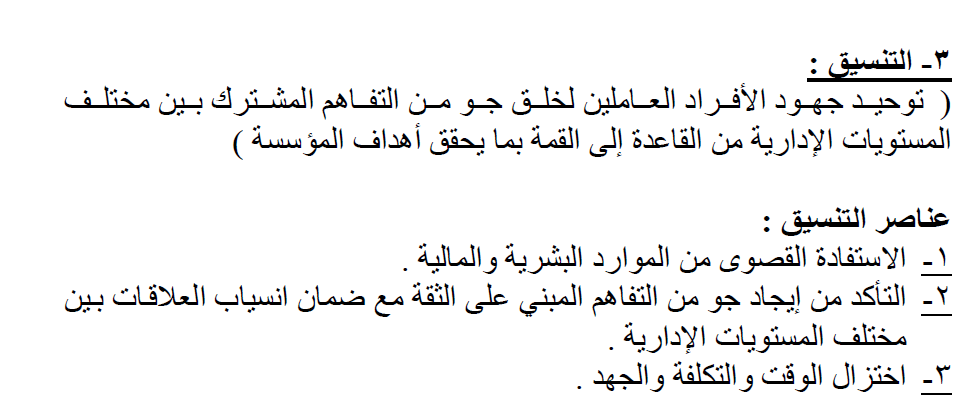 ٣- التنسيق :
( توحيد جهود الأفراد العاملين لخلق جو من التفاهم المشترك بين مختلف
المستويات الإدارية من القاعدة إلى القمة بما يحقق أهداف المؤسسة )
عناصر التنسيق :
١- الاستفادة القصوى من الموارد البشرية والمالية .
٢- التأكد من إيجاد جو من التفاهم المبني على الثقة مع ضمان انسياب العلاقات بين
مختلف المستويات الإدارية .
٣- اختزال الوقت والتكلفة والجهد .